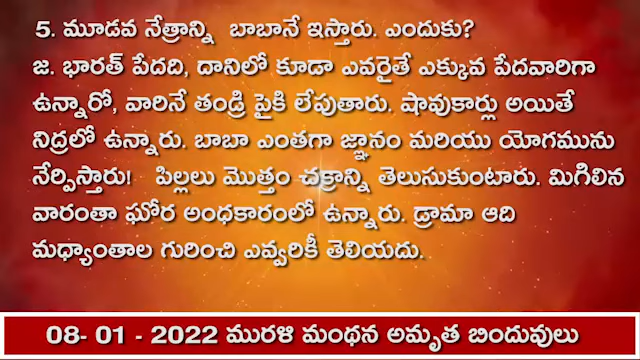 5. మూడవ నేత్రాన్ని బాబానే ఇస్తారు. ఎందుకు?
జ. భారత్ పేదది, దానిలో కూడా ఎవరైతే ఎక్కువ పేదవారిగా
ఉన్నారో, వారినే తండ్రి పైకి లేపుతారు. షావుకార్లు అయితే
నిద్రలో ఉన్నారు. బాబా ఎంతగా జ్ఞానం మరియు యోగమును
నేర్పిస్తారు! పిల్లలు మొత్తం చక్రాన్ని తెలుసుకుంటారు. మిగిలిన
వారంతా ఘోర అంధకారంలో ఉన్నారు. డ్రామా ఆది
మధ్యాంతాల గురించి ఎవ్వరికీ తెలియదు.
08- 01 - 2022 మురళి మంథన అమృత బిందువులు